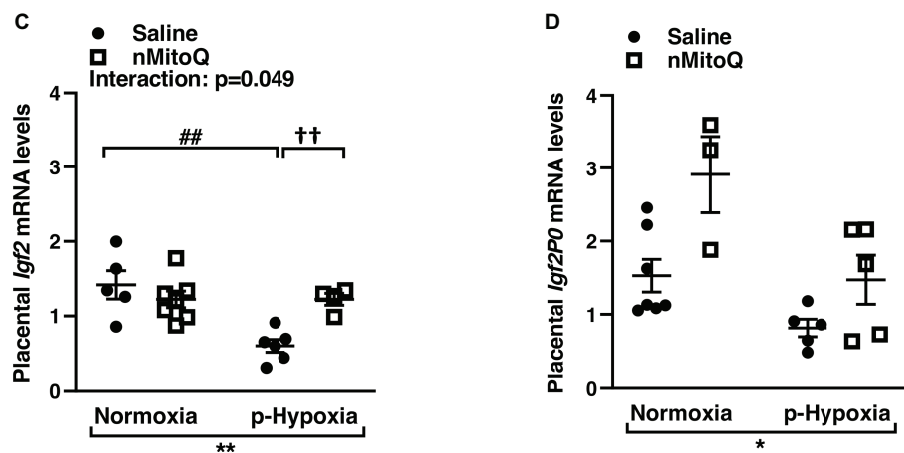 C
Saline
nMitoQ
Interaction: p=0.049
Placental Igf2 mRNA levels
4
3
2
1
0
##
††
Normoxia p-Hypoxia
**
D
Saline
nMitoQ
Placental Igf2P0 mRNA levels
4
3
2
1
0
Normoxia p-Hypoxia
*